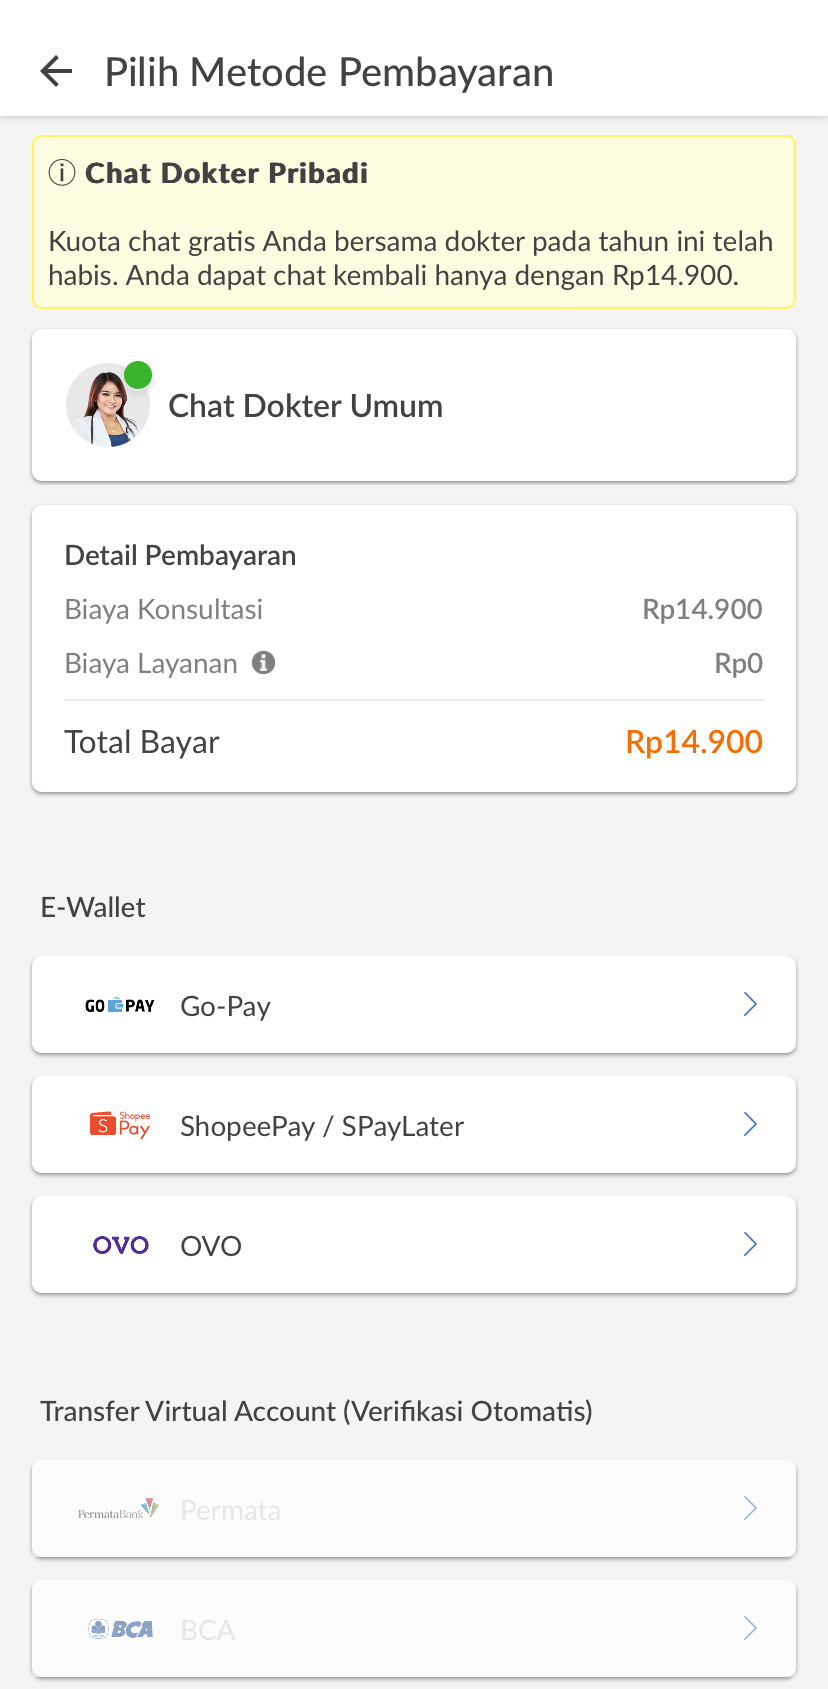 Pilih Metode Pembayaran
Chat Dokter Pribadi
Kuota chat gratis Anda bersama dokter pada tahun ini telah
habis. Anda dapat chat kembali hanya dengan Rp14.900.
Chat Dokter Umum
Detail Pembayaran
Biaya Konsultasi Rp14.900
Biaya Layanan Rp0
Total Bayar Rp14.900
E-Wallet
GO PAY Go-Pay
Shopee Pay ShopeePay / SPayLater
OVO OVO
Transfer Virtual Account (Verifikasi Otomatis)
PermataBank Permata
BCA BCA